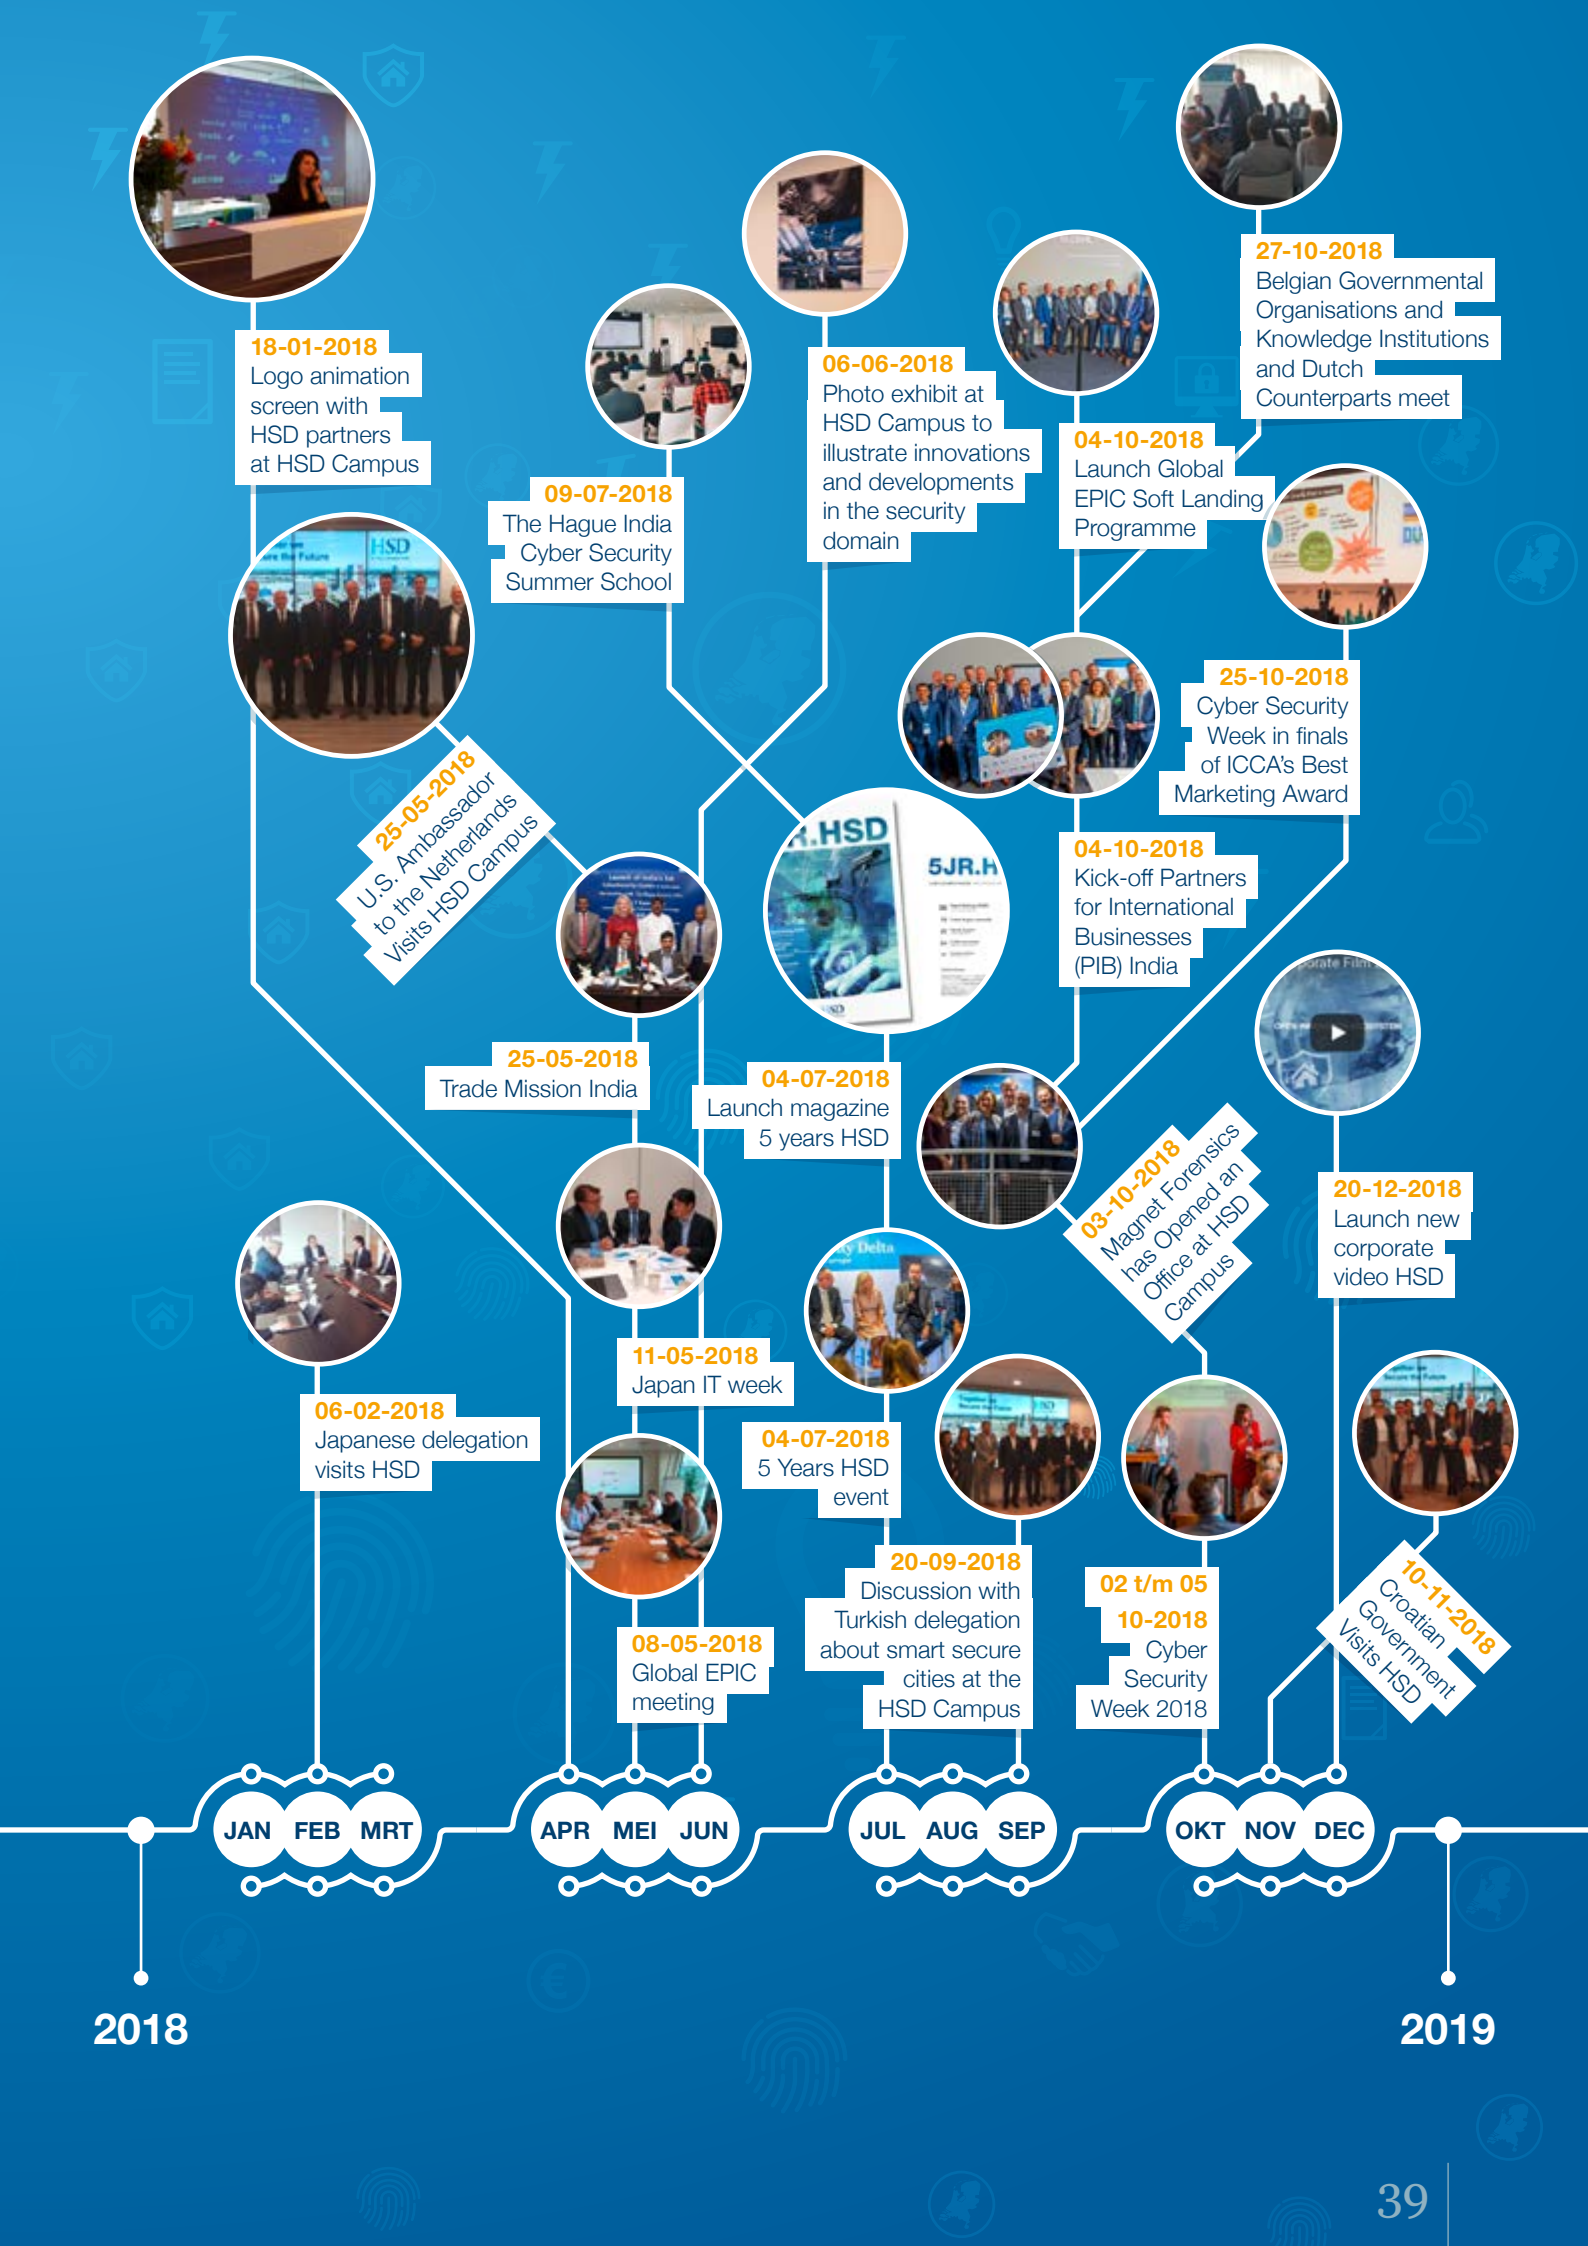 18-01-2018
Logo animation
screen with
HSD partners
at HSD Campus
09-07-2018
The Hague India
Cyber Security
Summer School
06-06-2018
Photo exhibit at
HSD Campus to
illustrate innovations
and developments
in the security
domain
04-10-2018
Launch Global
EPIC Soft Landing
Programme
27-10-2018
Belgian Governmental
Organisations and
Knowledge Institutions
and Dutch
Counterparts meet
HSD
25-05-2018
U.S. Ambassador
to the Netherlands
Visits HSD Campus
25-10-2018
Cyber Security
Week in finals
of ICCA's Best
Marketing Award
R.HSD
5JR.H
04-10-2018
Kick-off Partners
for International
Businesses
(PIB) India
25-05-2018
Trade Mission India
04-07-2018
Launch magazine
5 years HSD
03-10-2018
Magnet Forensics
has Opened an
Office at HSD
Campus
20-12-2018
Launch new
corporate
video HSD
06-02-2018
Japanese delegation
visits HSD
11-05-2018
Japan IT week
04-07-2018
5 Years HSD
event
08-05-2018
Global EPIC
meeting
20-09-2018
Discussion with
Turkish delegation
about smart secure
cities at the
HSD Campus
02 t/m 05
10-2018
Cyber
Security
Week 2018
10-11-2018
Croatian
Government
Visits HSD
JAN FEB MRT APR MEI JUN JUL AUG SEP OKT NOV DEC
2018
2019
39